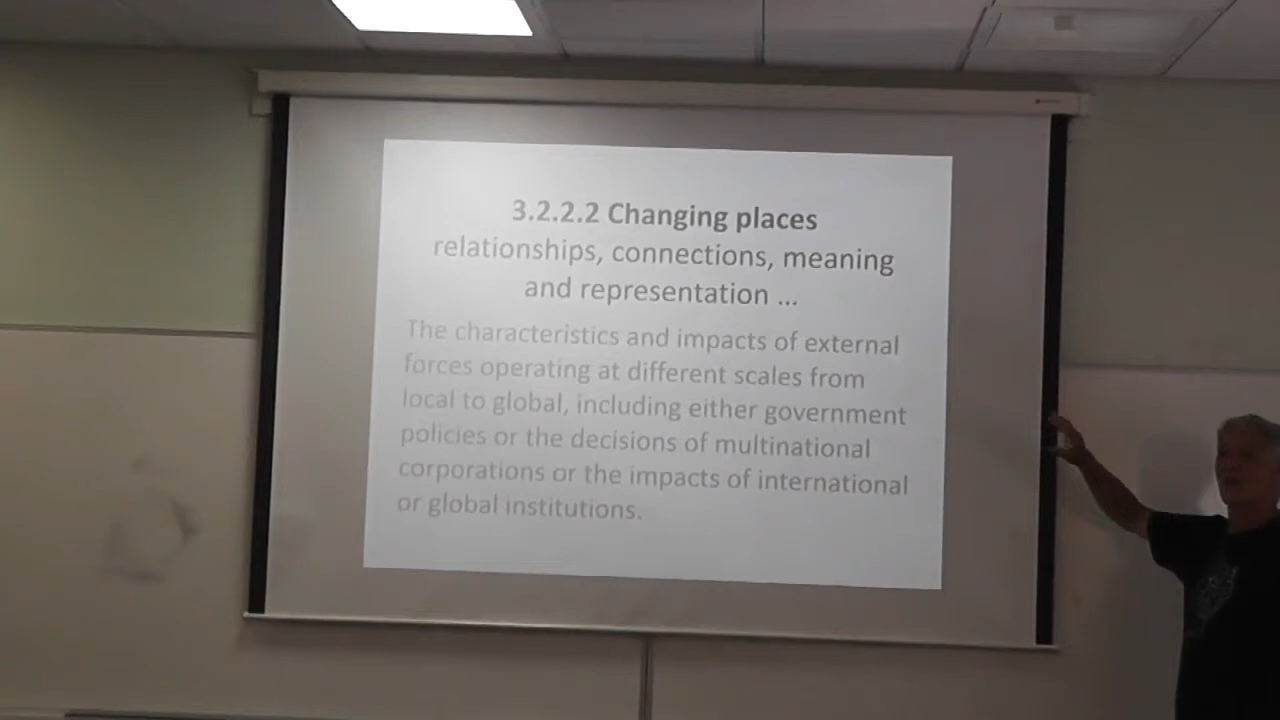 3.2.2.2 Changing places
relationships, connections, meaning
and representation ...
The characteristics and impacts of external
forces operating at different scales from
local to global, including either government
policies or the decisions of multinational
corporations or the impacts of international
or global institutions.